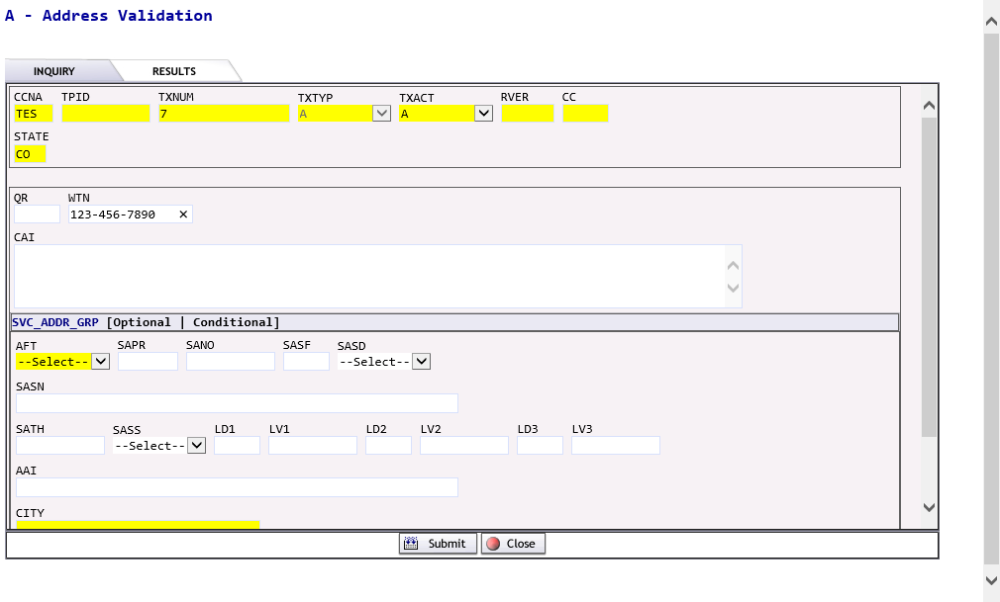 A - Address Validation
INQUIRY RESULTS
CCNA TPID TXNUM TXTYP TXACT RVER CC
TES 7 A A
STATE
CO
QR WTN
123-456-7890 ×
CAI
SVC_ADDR_GRP [Optional | Conditional]
AFT SAPR SANO SASF SASD
--Select-- --Select--
SASN
SATH SASS LD1 LV1 LD2 LV2 LD3 LV3
--Select--
AAI
CITY
Submit Close